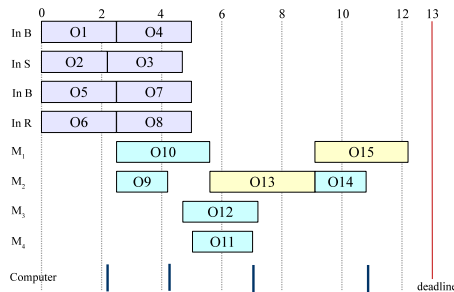 0 2 4 6 8 10 12 13
In B O1 O4
In S O2 O3
In B O5 O7
In R O6 O8
M1 O10 O15
M2 O9 O13 O14
M3 O12
M4 O11
Computer
deadline